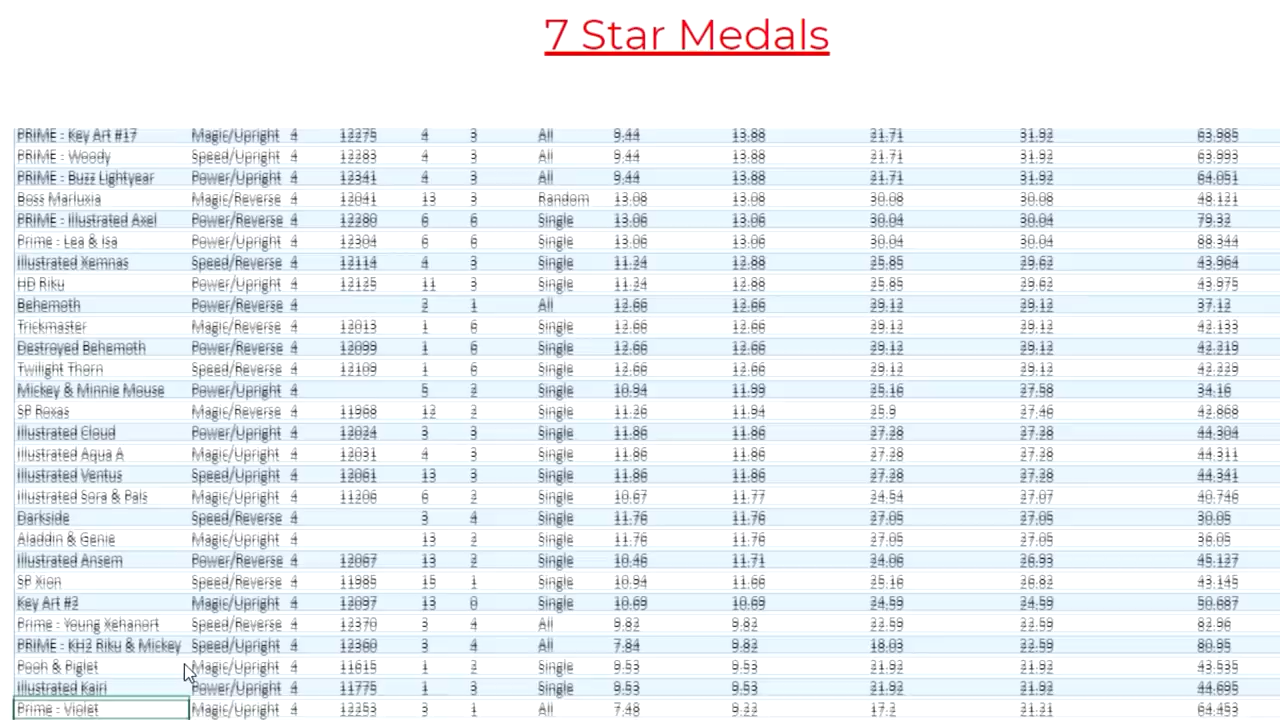 7 Star Medals
PRIME - Key Art #17 Magic/Upright 4 12275 4 3 All 9.44 13.88 21.71 31.92 63.985
PRIME - Woody Speed/Upright 4 12283 4 3 All 9.44 13.88 21.71 31.92 63.993
PRIME - Buzz Lightyear Power/Upright 4 12341 4 3 All 9.44 13.88 21.71 31.92 64.051
Boss Marluxia Magic/Reverse 4 12041 13 3 Random 13.08 13.08 30.08 30.08 48.121
PRIME - Illustrated Axel Power/Reverse 4 12280 6 6 Single 13.06 13.06 30.04 30.04 79.32
Prime - Lea & Isa Power/Upright 4 12304 6 6 Single 13.06 13.06 30.04 30.04 88.344
Illustrated Xemnas Speed/Reverse 4 12114 4 3 Single 11.24 12.88 25.85 29.62 43.964
HD Riku Power/Upright 4 12125 11 3 Single 11.24 12.88 25.85 29.62 43.975
Behemoth Power/Reverse 4 2 1 All 12.66 12.66 29.12 29.12 37.12
Trickmaster Magic/Reverse 4 12013 1 6 Single 12.66 12.66 29.12 29.12 42.133
Destroyed Behemoth Power/Reverse 4 12099 1 6 Single 12.66 12.66 29.12 29.12 42.219
Twilight Thorn Speed/Reverse 4 12109 1 6 Single 12.66 12.66 29.12 29.12 42.229
Mickey & Minnie Mouse Power/Upright 4 5 2 Single 10.94 11.99 25.16 27.58 34.16
SP Roxas Magic/Reverse 4 11968 12 2 Single 11.26 11.94 25.9 27.46 42.868
Illustrated Cloud Power/Upright 4 12024 3 3 Single 11.86 11.86 27.28 27.28 44.304
Illustrated Aqua A Magic/Upright 4 12031 4 3 Single 11.86 11.86 27.28 27.28 44.311
Illustrated Ventus Speed/Upright 4 12061 13 3 Single 11.86 11.86 27.28 27.28 44.341
Illustrated Sora & Pals Magic/Upright 4 11206 6 2 Single 10.67 11.77 24.54 27.07 40.746
Darkside Speed/Reverse 4 3 4 Single 11.76 11.76 27.05 27.05 30.05
Aladdin & Genie Magic/Upright 4 13 2 Single 11.76 11.76 27.05 27.05 36.05
Illustrated Ansem Power/Reverse 4 12067 13 2 Single 10.46 11.71 24.06 26.93 45.127
SP Xion Speed/Reverse 4 11985 15 1 Single 10.94 11.66 25.16 26.82 43.145
Key Art #2 Magic/Upright 4 12097 13 0 Single 10.69 10.69 24.59 24.59 50.687
Prime - Young Xehanort Speed/Reverse 4 12370 3 4 All 9.82 9.82 22.59 22.59 82.96
PRIME - KH2 Riku & Mickey Speed/Upright 4 12360 3 4 All 7.84 9.82 18.03 22.59 80.95
Pooh & Piglet Magic/Upright 4 11615 1 2 Single 9.53 9.53 21.92 21.92 43.535
Illustrated Kairi Power/Upright 4 11775 1 3 Single 9.53 9.53 21.92 21.92 44.695
Prime - Violet Magic/Upright 4 12253 3 1 All 7.48 9.22 17.2 21.21 64.453